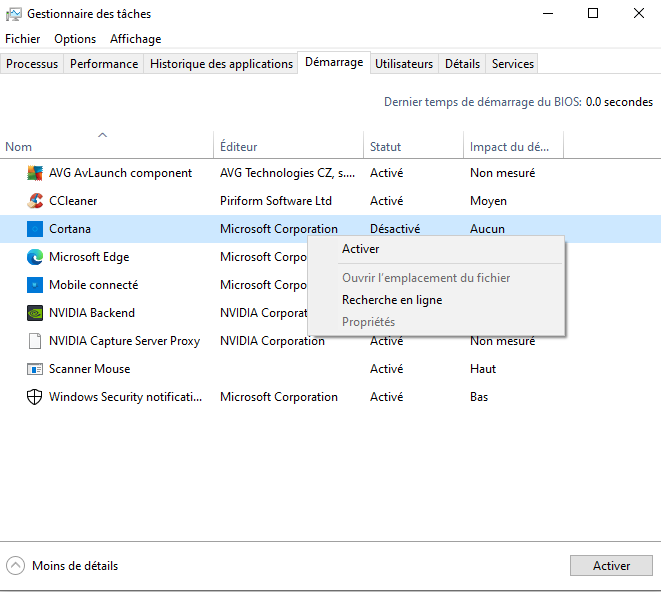 Gestionnaire des tâches
Fichier Options Affichage
Processus Performance Historique des applications Démarrage Utilisateurs Détails Services
Dernier temps de démarrage du BIOS: 0.0 secondes
Nom Éditeur Statut Impact du dé...
AVG AvLaunch component AVG Technologies CZ, s.... Activé Non mesuré
CCleaner Piriform Software Ltd Activé Moyen
Cortana Microsoft Corporation Désactivé Aucun
Microsoft Edge Microsoft Corpo
Mobile connecté Microsoft Corpo
NVIDIA Backend NVIDIA Corporat
NVIDIA Capture Server Proxy NVIDIA Corporation Activé Non mesuré
Scanner Mouse Activé Haut
Windows Security notificati... Microsoft Corporation Activé Bas
Activer
Ouvrir l'emplacement du fichier
Recherche en ligne
Propriétés
Moins de détails Activer